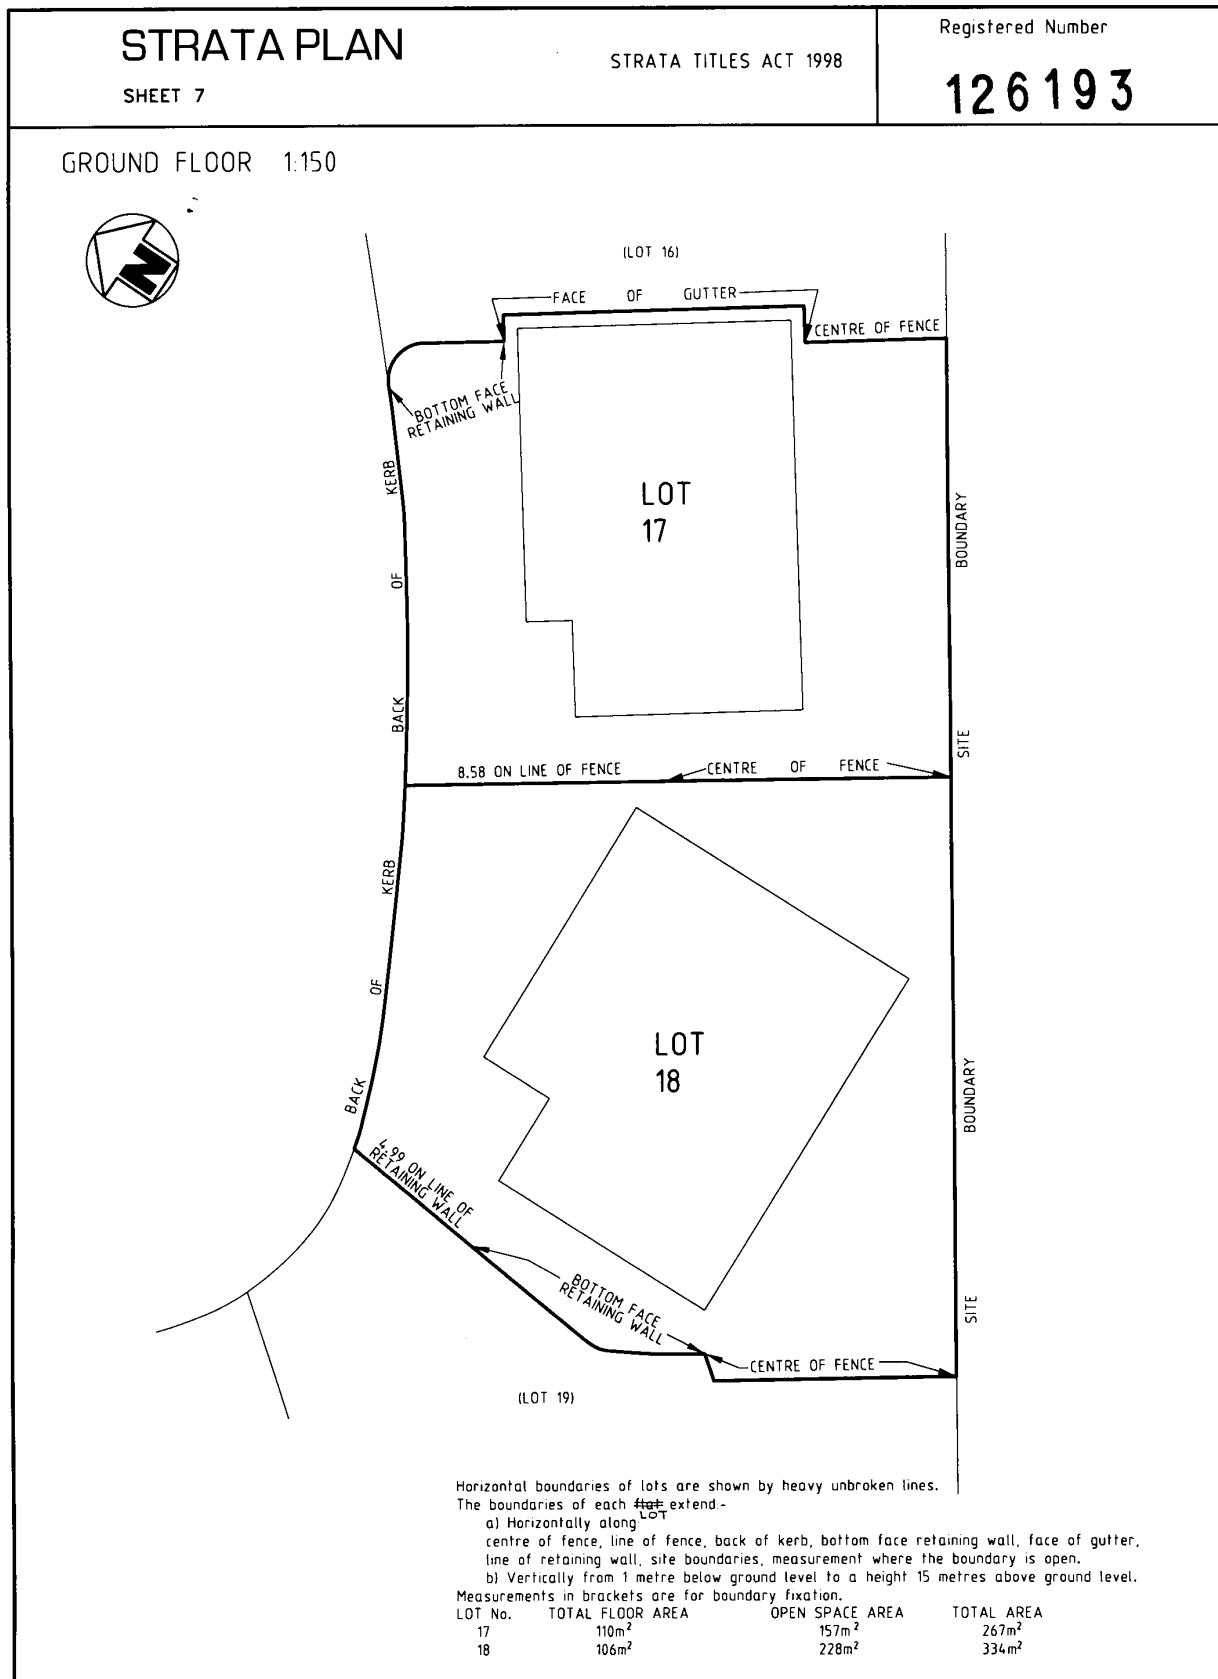 STRATA PLAN
SHEET 7
STRATA TITLES ACT 1998
Registered Number
126193
GROUND FLOOR 1:150
N
(LOT 16)
FACE OF GUTTER
CENTRE OF FENCE
BOTTOM FACE
RETAINING WALL
BACK OF KERB
LOT
17
SITE BOUNDARY
8.58 ON LINE OF FENCE
CENTRE OF FENCE
BACK OF KERB
LOT
18
SITE BOUNDARY
4.99 ON LINE OF
RETAINING WALL
BOTTOM FACE
RETAINING WALL
CENTRE OF FENCE
(LOT 19)
Horizontal boundaries of lots are shown by heavy unbroken lines.
The boundaries of each flat extend:-
LOT
a) Horizontally along:
centre of fence, line of fence, back of kerb, bottom face retaining wall, face of gutter,
line of retaining wall, site boundaries, measurement where the boundary is open.
b) Vertically from 1 metre below ground level to a height 15 metres above ground level.
Measurements in brackets are for boundary fixation.
LOT No. TOTAL FLOOR AREA OPEN SPACE AREA TOTAL AREA
17 110m² 157m² 267m²
18 106m² 228m² 334m²